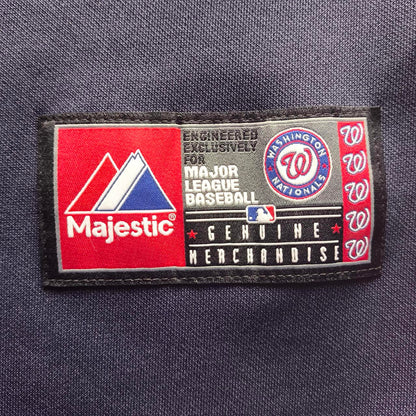 Majestic®
ENGINEERED
EXCLUSIVELY
FOR
MAJOR
LEAGUE
BASEBALL
GENUINE
MERCHANDISE
WASHINGTON
W
NATIONALS
W
W
W
W
W